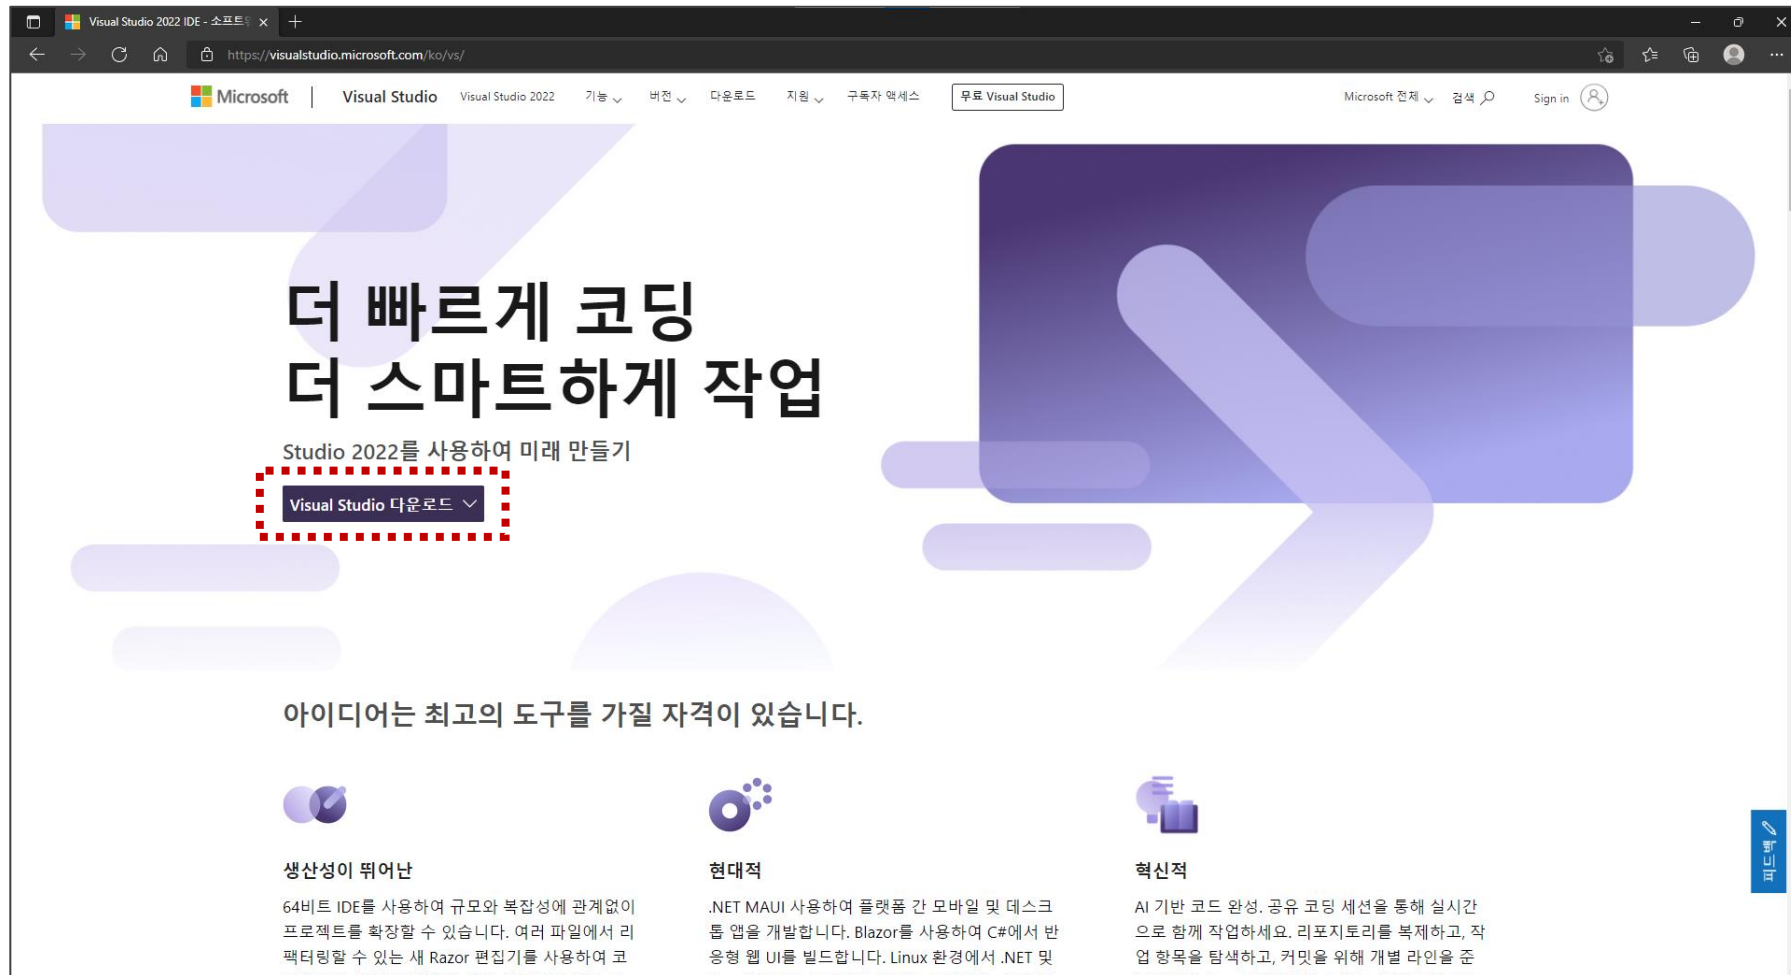 Visual Studio 2022 IDE - 소프트
https://visualstudio.microsoft.com/ko/vs/
Microsoft Visual Studio Visual Studio 2022 기능 버전 다운로드 지원 구독자 액세스 무료 Visual Studio Microsoft 전체 검색 Sign in
더 빠르게 코딩
더 스마트하게 작업
Studio 2022를 사용하여 미래 만들기
Visual Studio 다운로드
아이디어는 최고의 도구를 가질 자격이 있습니다.
생산성이 뛰어난
64비트 IDE를 사용하여 규모와 복잡성에 관계없이
프로젝트를 확장할 수 있습니다. 여러 파일에서 리
팩터링할 수 있는 새 Razor 편집기를 사용하여 코
현대적
.NET MAUI 사용하여 플랫폼 간 모바일 및 데스크
톱 앱을 개발합니다. Blazor를 사용하여 C#에서 반
응형 웹 UI를 빌드합니다. Linux 환경에서 .NET 및
혁신적
AI 기반 코드 완성. 공유 코딩 세션을 통해 실시간
으로 함께 작업하세요. 리포지토리를 복제하고, 작
업 항목을 탐색하고, 커밋을 위해 개별 라인을 준
피드백